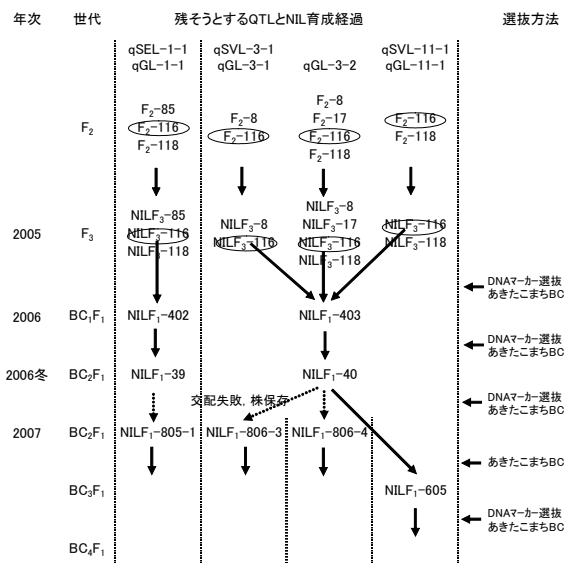 年次 世代 残そうとするQTLとNIL育成経過 選抜方法
qSEL-1-1 qSVL-3-1 qSVL-11-1
qGL-1-1 qGL-3-1 qGL-3-2 qGL-11-1
F₂-8
F₂-85 F₂-17
F₂ F₂-116 F₂-8 F₂-116 F₂-116
F₂-118 F₂-116 F₂-118 F₂-118
NILF₃-8
NILF₃-85 NILF₃-8 NILF₃-17 NILF₃-116
2005 F₃ NILF₃-116 NILF₃-116 NILF₃-116 NILF₃-118
NILF₃-118 NILF₃-118
DNAマーカー選抜
あきたこまちBC
2006 BC₁F₁ NILF₁-402 NILF₁-403
DNAマーカー選抜
あきたこまちBC
2006冬 BC₂F₁ NILF₁-39 NILF₁-40
交配失敗, 株保存
DNAマーカー選抜
あきたこまちBC
2007 BC₂F₁ NILF₁-805-1 NILF₁-806-3 NILF₁-806-4
あきたこまちBC
BC₃F₁ NILF₁-605
DNAマーカー選抜
あきたこまちBC
BC₄F₁